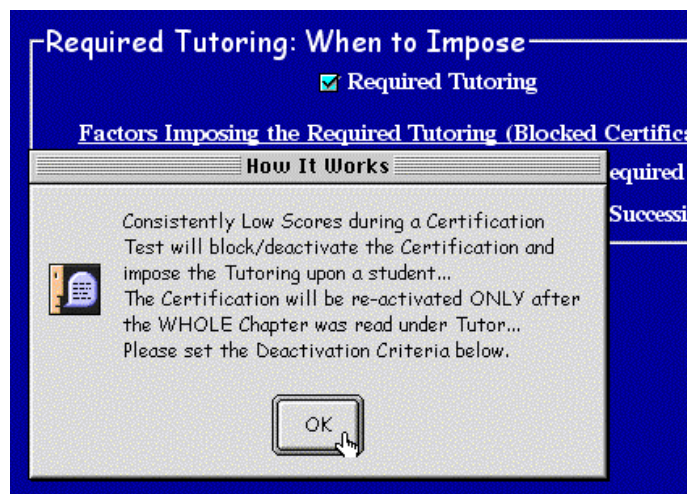 Required Tutoring: When to Impose
Required Tutoring
Factors Imposing the Required Tutoring (Blocked
How It Works
equired
Consistently Low Scores during a Certification
Test will block/deactivate the Certification and
impose the Tutoring upon a student...
The Certification will be re-activated ONLY after
the WHOLE Chapter was read under Tutor...
Please set the Deactivation Criteria below.
OK